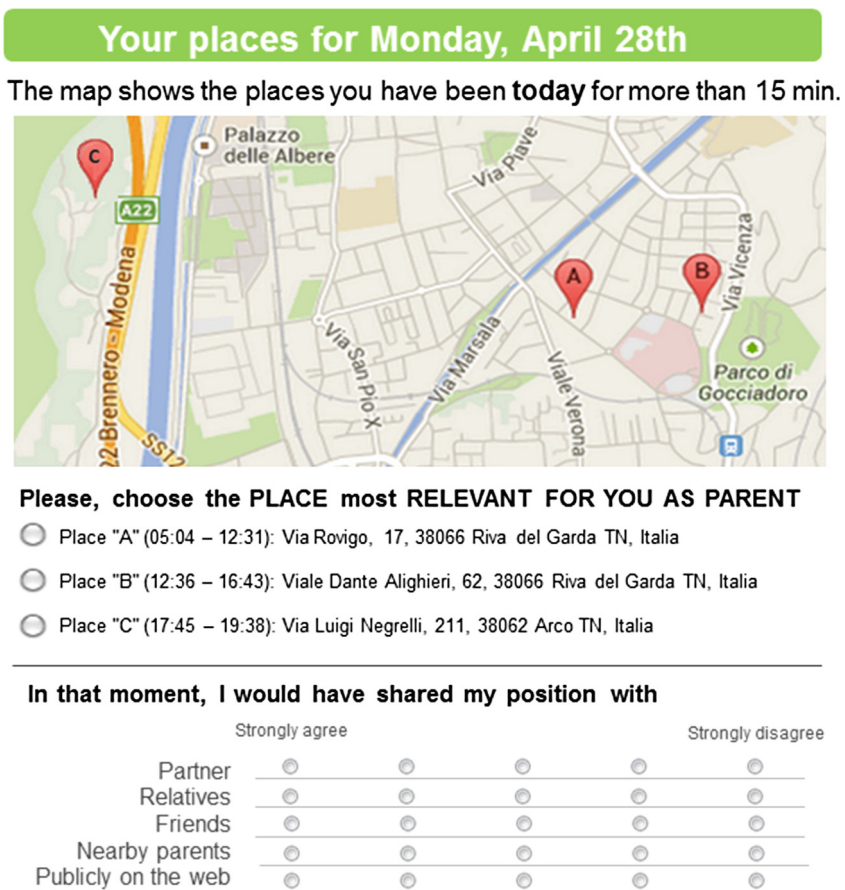 Your places for Monday, April 28th
The map shows the places you have been today for more than 15 min.
C
Palazzo
delle Albere
Via Piave
A22
A
B
Via Vicenza
22 Brennero - Modena
Via San Pio X
Via Marsala
Viale Verona
Parco di
Gocciadoro
SS12
Please, choose the PLACE most RELEVANT FOR YOU AS PARENT
Place "A" (05:04 – 12:31): Via Rovigo, 17, 38066 Riva del Garda TN, Italia
Place "B" (12:36 – 16:43): Viale Dante Alighieri, 62, 38066 Riva del Garda TN, Italia
Place "C" (17:45 – 19:38): Via Luigi Negrelli, 211, 38062 Arco TN, Italia
In that moment, I would have shared my position with
Strongly agree Strongly disagree
Partner
Relatives
Friends
Nearby parents
Publicly on the web